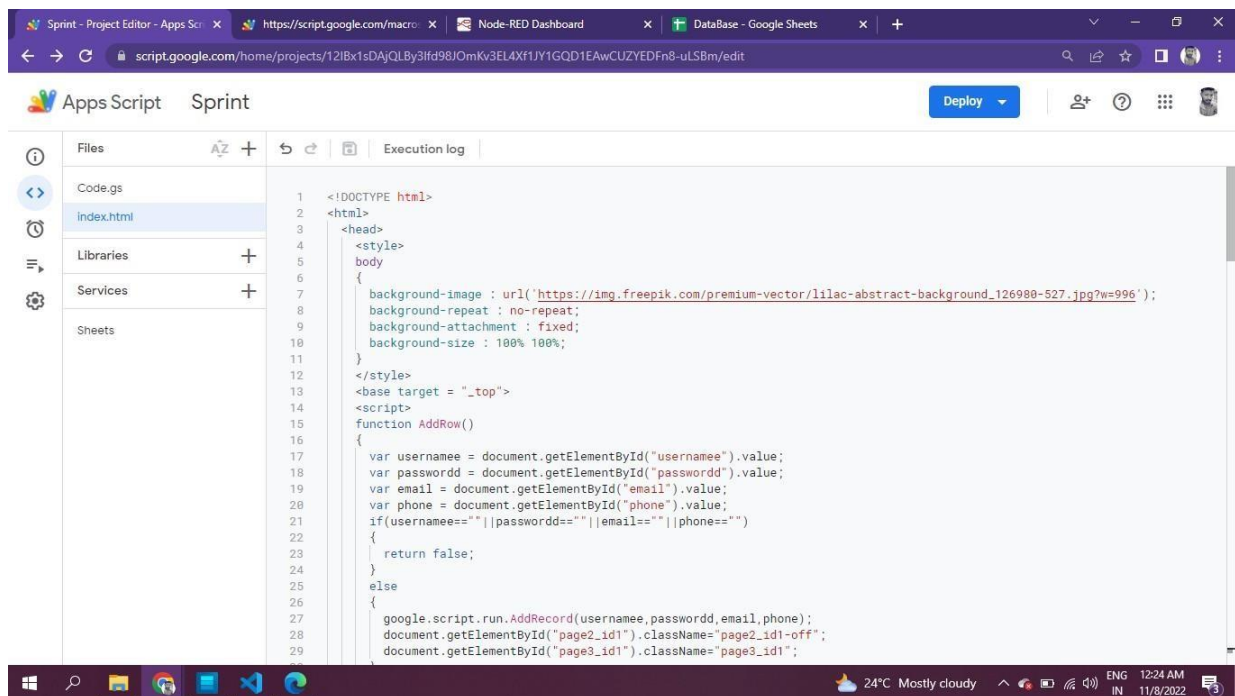 Sprint - Project Editor - Apps Scri
https://script.google.com/macro
Node-RED Dashboard
DataBase - Google Sheets
script.google.com/home/projects/12IBx1sDAjQLBy3lfd98JOmKv3EL4Xf1JY1GQD1EAwCUZYEDFn8-uLSBm/edit
Apps Script Sprint
Deploy
Files
AZ
Execution log
Code.gs
index.html
Libraries
Services
Sheets
1 <!DOCTYPE html>
2 <html>
3 <head>
4 <style>
5 body
6 {
7 background-image : url('https://img.freepik.com/premium-vector/lilac-abstract-background_126980-527.jpg?w=996');
8 background-repeat : no-repeat;
9 background-attachment : fixed;
10 background-size : 100% 100%;
11 }
12 </style>
13 <base target = "_top">
14 <script>
15 function AddRow()
16 {
17 var usernamee = document.getElementById("usernamee").value;
18 var passwordd = document.getElementById("passwordd").value;
19 var email = document.getElementById("email").value;
20 var phone = document.getElementById("phone").value;
21 if(usernamee==""||passwordd==""||email==""||phone=="")
22 {
23 return false;
24 }
25 else
26 {
27 google.script.run.AddRecord(usernamee,passwordd,email,phone);
28 document.getElementById("page2_id1").className="page2_id1-off";
29 document.getElementById("page3_id1").className="page3_id1";
24°C Mostly cloudy
ENG
IN
12:24 AM
11/8/2022
3